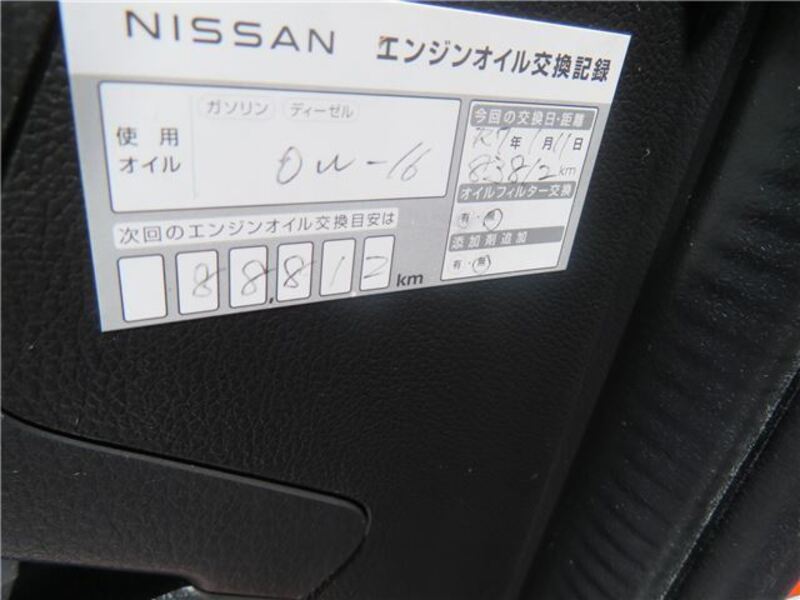 NISSAN エンジンオイル交換記録
使用オイル
ガソリン ディーゼル
0W-16
今回の交換日・距離
R7年1月11日
83812km
オイルフィルター交換
有・無
添加剤追加
有・無
次回のエンジンオイル交換目安は
88,812km